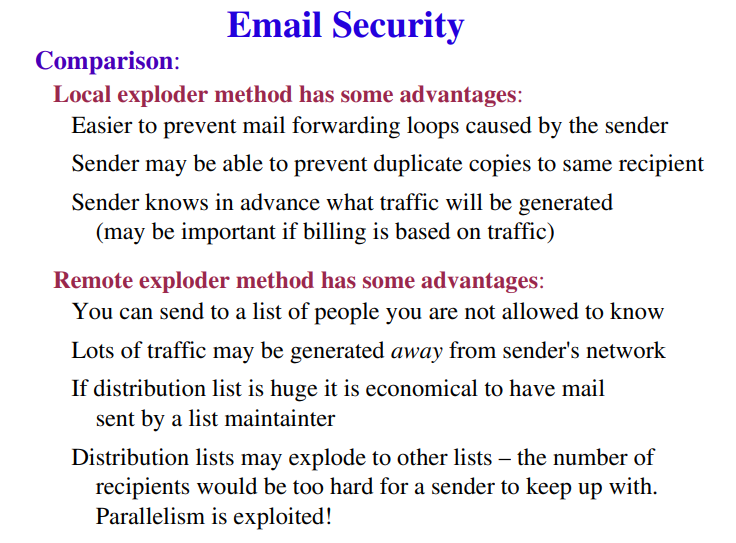 Email Security
Comparison:
Local exploder method has some advantages:
Easier to prevent mail forwarding loops caused by the sender
Sender may be able to prevent duplicate copies to same recipient
Sender knows in advance what traffic will be generated
(may be important if billing is based on traffic)
Remote exploder method has some advantages:
You can send to a list of people you are not allowed to know
Lots of traffic may be generated away from sender's network
If distribution list is huge it is economical to have mail
sent by a list maintainter
Distribution lists may explode to other lists – the number of
recipients would be too hard for a sender to keep up with.
Parallelism is exploited!